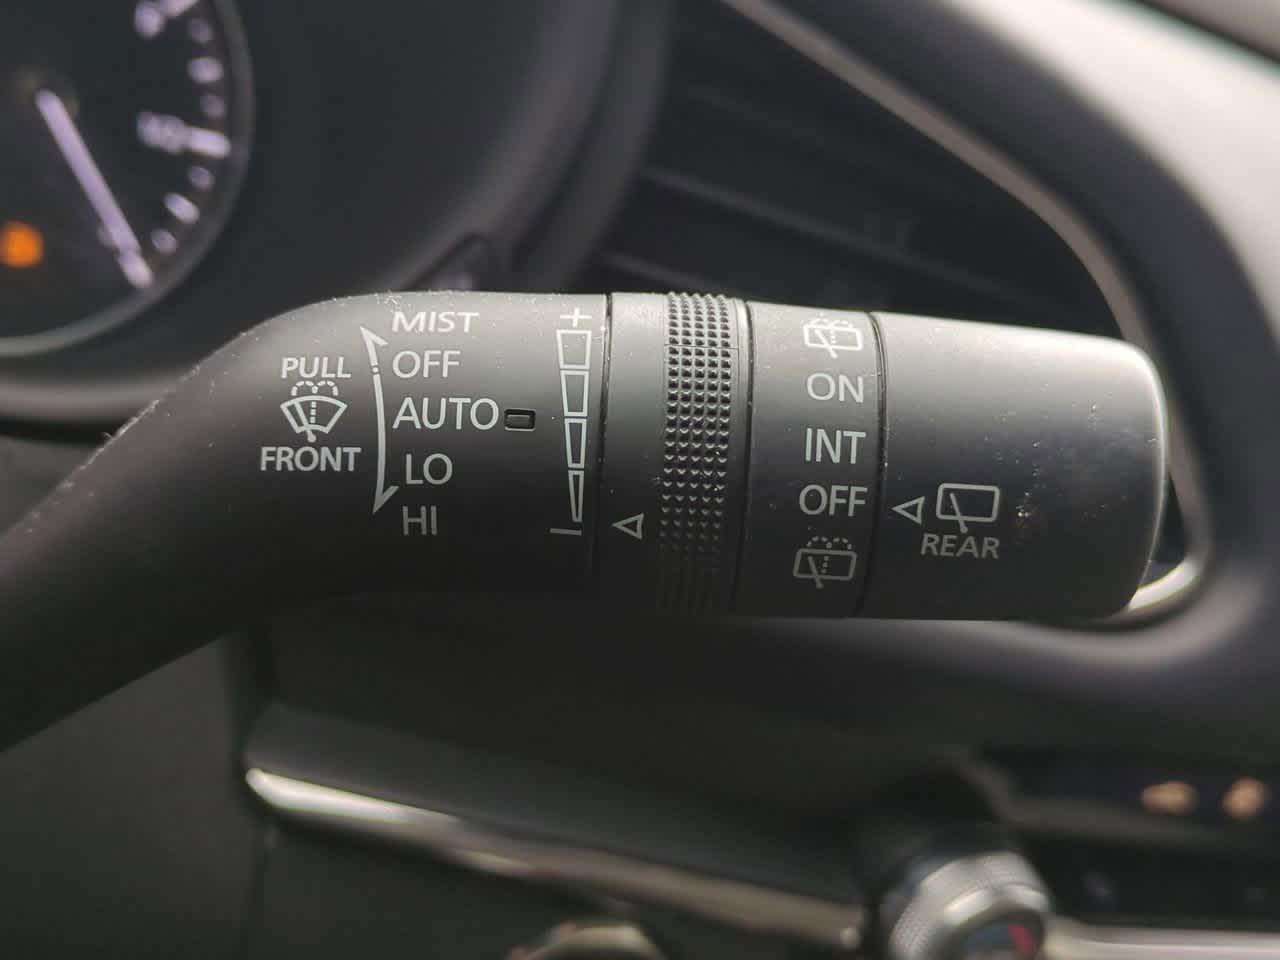 PULL
FRONT
MIST
OFF
AUTO
LO
HI
+
−
ON
INT
OFF
REAR